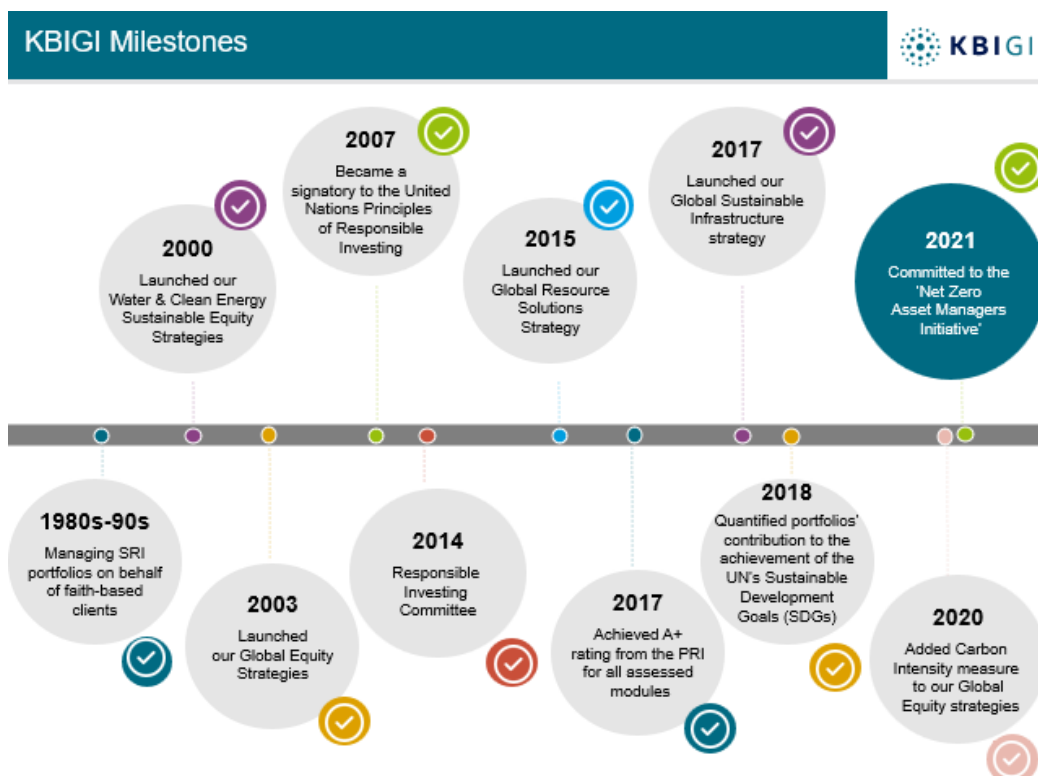 KBIGI Milestones
KBIGI
2007
Became a
signatory to the United
Nations Principles
of Responsible
Investing
2017
Launched our
Global Sustainable
Infrastructure
strategy
2000
Launched our
Water & Clean Energy
Sustainable Equity
Strategies
2015
Launched our
Global Resource
Solutions
Strategy
2021
Committed to the
'Net Zero
Asset Managers
Initiative'
1980s-90s
Managing SRI
portfolios on behalf
of faith-based
clients
2003
Launched
our Global Equity
Strategies
2014
Responsible
Investing
Committee
2017
Achieved A+
rating from the PRI
for all assessed
modules
2018
Quantified portfolios'
contribution to the
achievement of the
UN's Sustainable
Development
Goals (SDGs)
2020
Added Carbon
Intensity measure
to our Global
Equity strategies